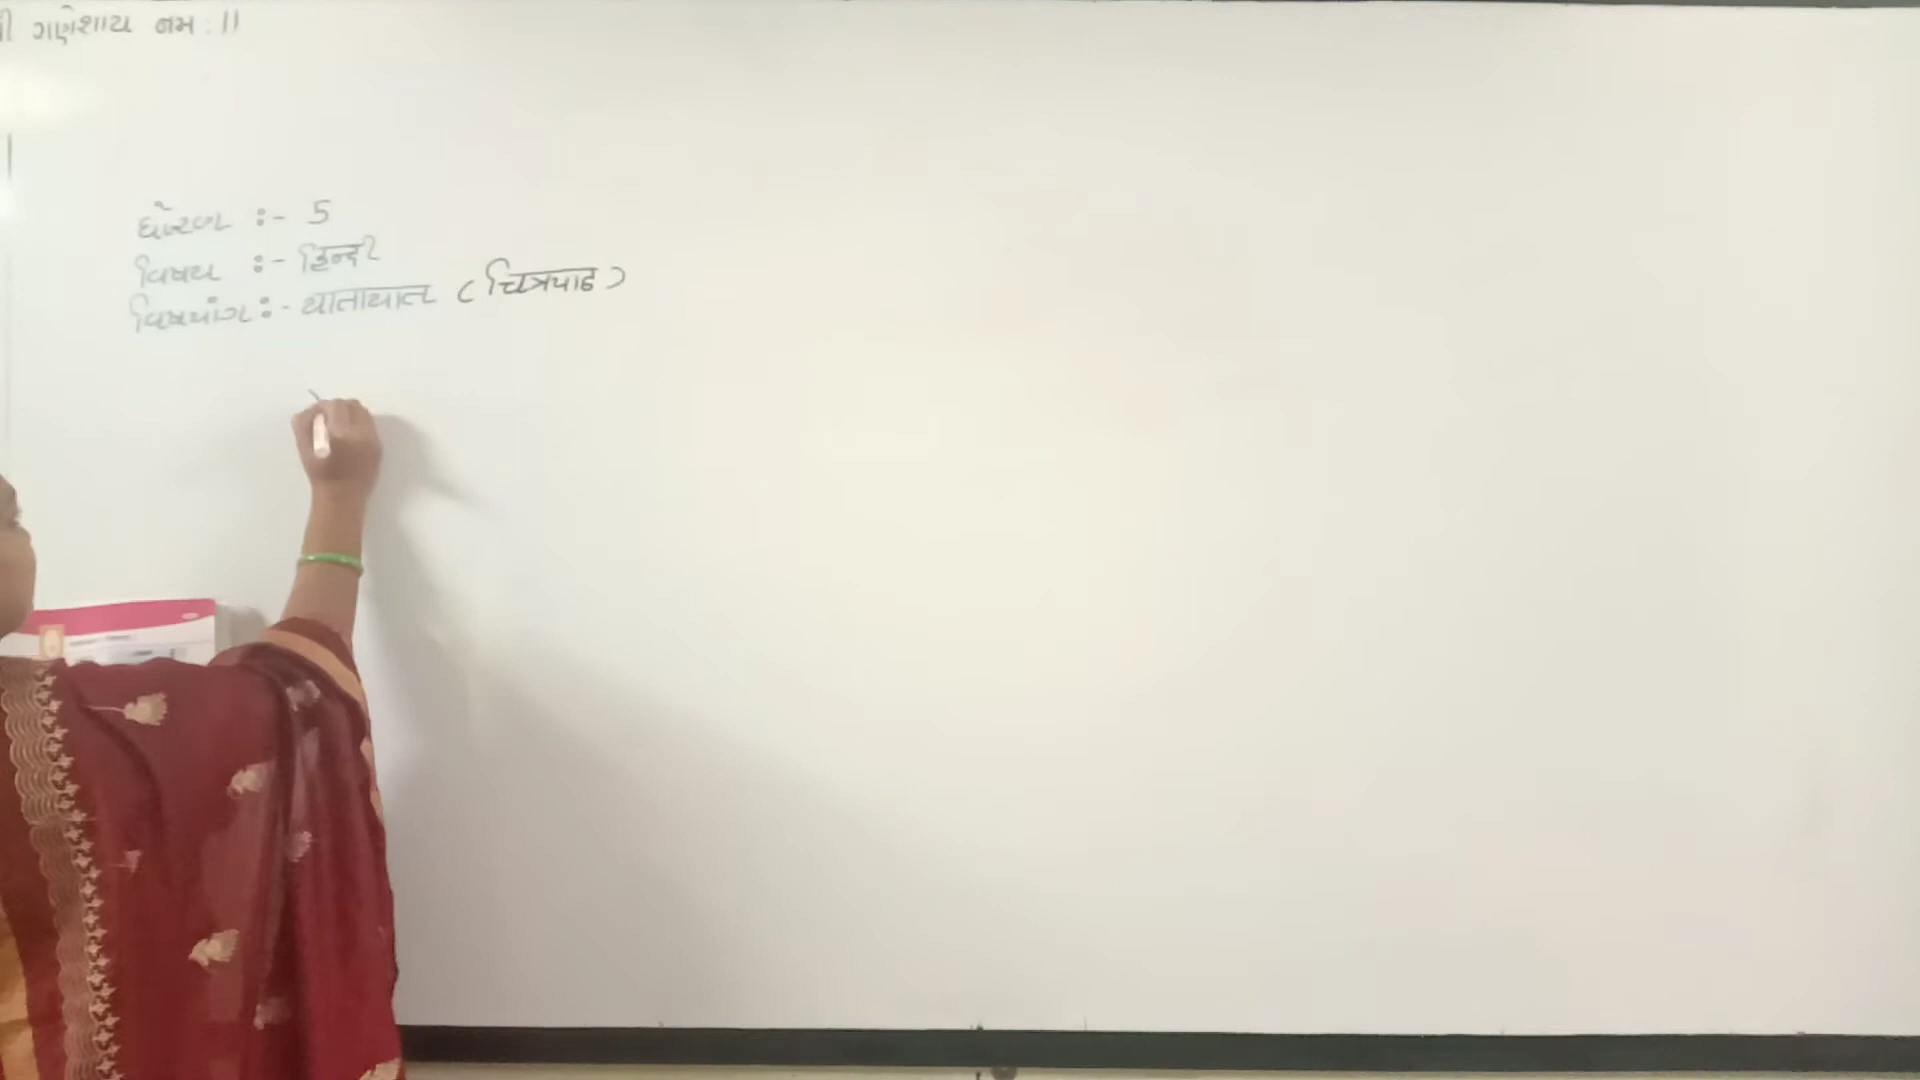 શ્રી ગણેશાય નમ: ॥
ધોરણ :- 5
વિષય :- हिन्दी
વિષયાંગ :- यातायात (चित्रपाठ)